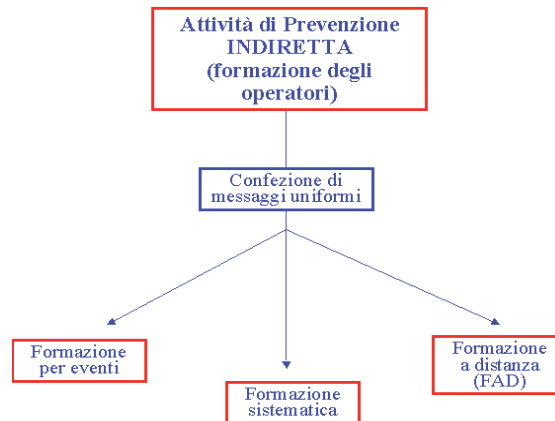 Attività di Prevenzione
INDIRETTA
(formazione degli
operatori)
Confezione di
messaggi uniformi
Formazione
per eventi
Formazione
sistematica
Formazione
a distanza
(FAD)